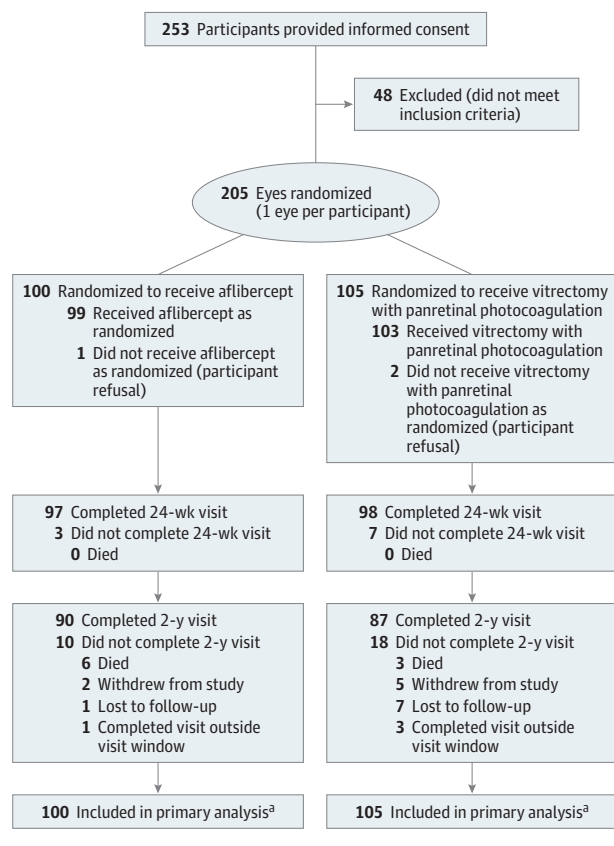 253 Participants provided informed consent
48 Excluded (did not meet
inclusion criteria)
205 Eyes randomized
(1 eye per participant)
100 Randomized to receive aflibercept
99 Received aflibercept as
randomized
1 Did not receive aflibercept
as randomized (participant
refusal)
105 Randomized to receive vitrectomy
with panretinal photocoagulation
103 Received vitrectomy with
panretinal photocoagulation
2 Did not receive vitrectomy
with panretinal
photocoagulation as
randomized (participant
refusal)
97 Completed 24-wk visit
3 Did not complete 24-wk visit
0 Died
98 Completed 24-wk visit
7 Did not complete 24-wk visit
0 Died
90 Completed 2-y visit
10 Did not complete 2-y visit
6 Died
2 Withdrew from study
1 Lost to follow-up
1 Completed visit outside
visit window
87 Completed 2-y visit
18 Did not complete 2-y visit
3 Died
5 Withdrew from study
7 Lost to follow-up
3 Completed visit outside
visit window
100 Included in primary analysisa
105 Included in primary analysisa